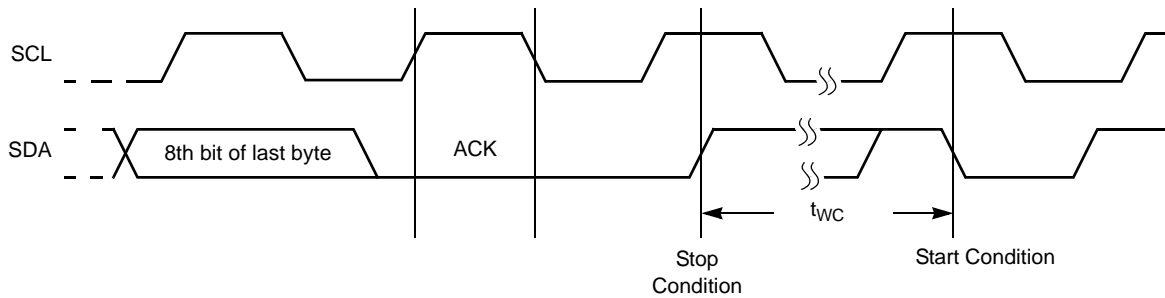 SCL
SDA
8th bit of last byte
ACK
tWC
Stop
Condition
Start Condition